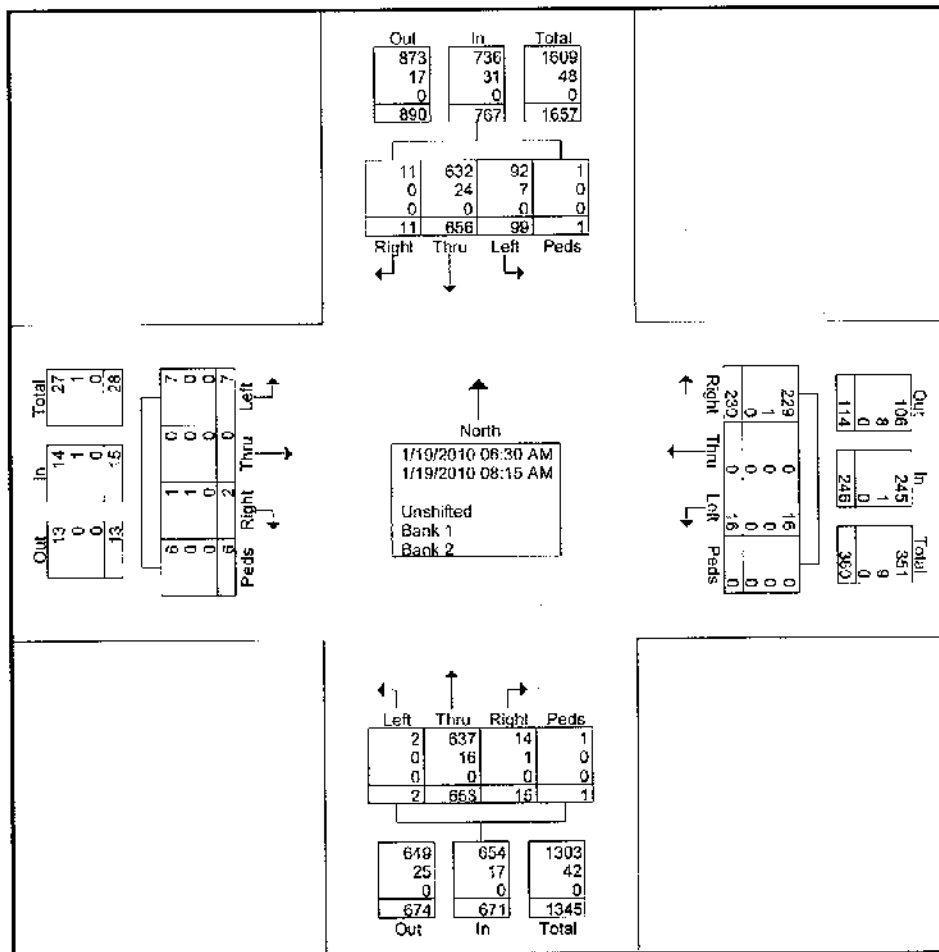 Out In Total
873 736 1609
17 31 48
0 0 0
890 767 1657
11 632 92 1
0 24 7 0
0 0 0 0
11 656 99 1
Right Thru Left Peds
Out In Total
13 14 27
0 1 1
0 0 0
13 15 28
6 1 0 7
0 1 0 0
0 0 0 0
6 2 0 7
Peds Right Thru Left
North
1/19/2010 06:30 AM
1/19/2010 08:15 AM
Unshifted
Bank 1
Bank 2
Out In Total
106 245 351
8 1 9
0 0 0
114 246 360
229 0 16 0
1 0 0 0
0 0 0 0
230 0 16 0
Right Thru Left Peds
Left Thru Right Peds
2 637 14 1
0 16 1 0
0 0 0 0
2 653 15 1
649 654 1303
25 17 42
0 0 0
674 671 1345
Out In Total